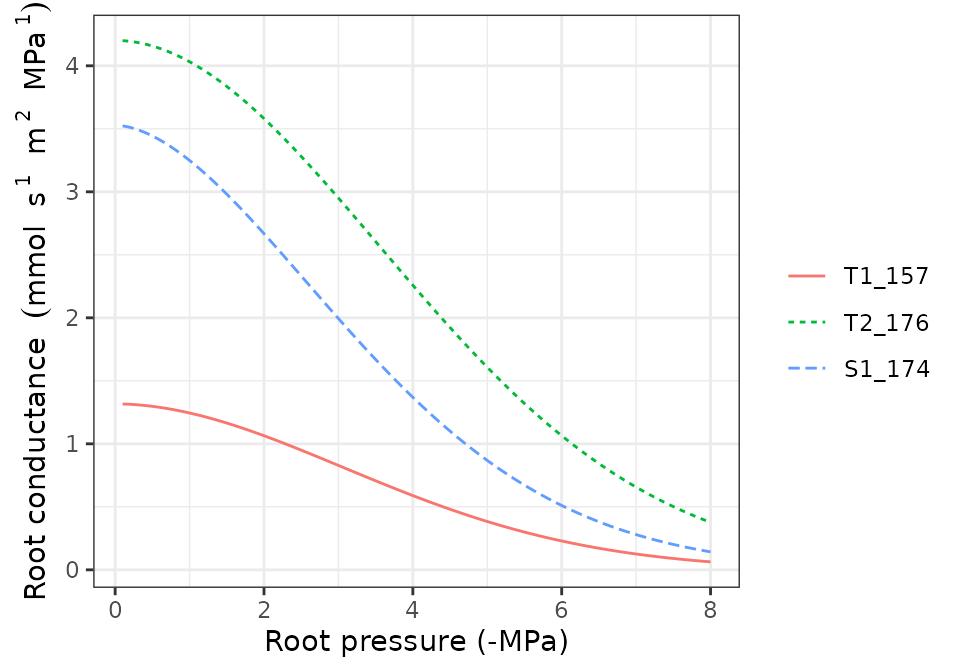 Root conductance (mmol s¹ m² MPa¹)
4
3
2
1
0
0 2 4 6 8
Root pressure (-MPa)
T1_157
T2_176
S1_174